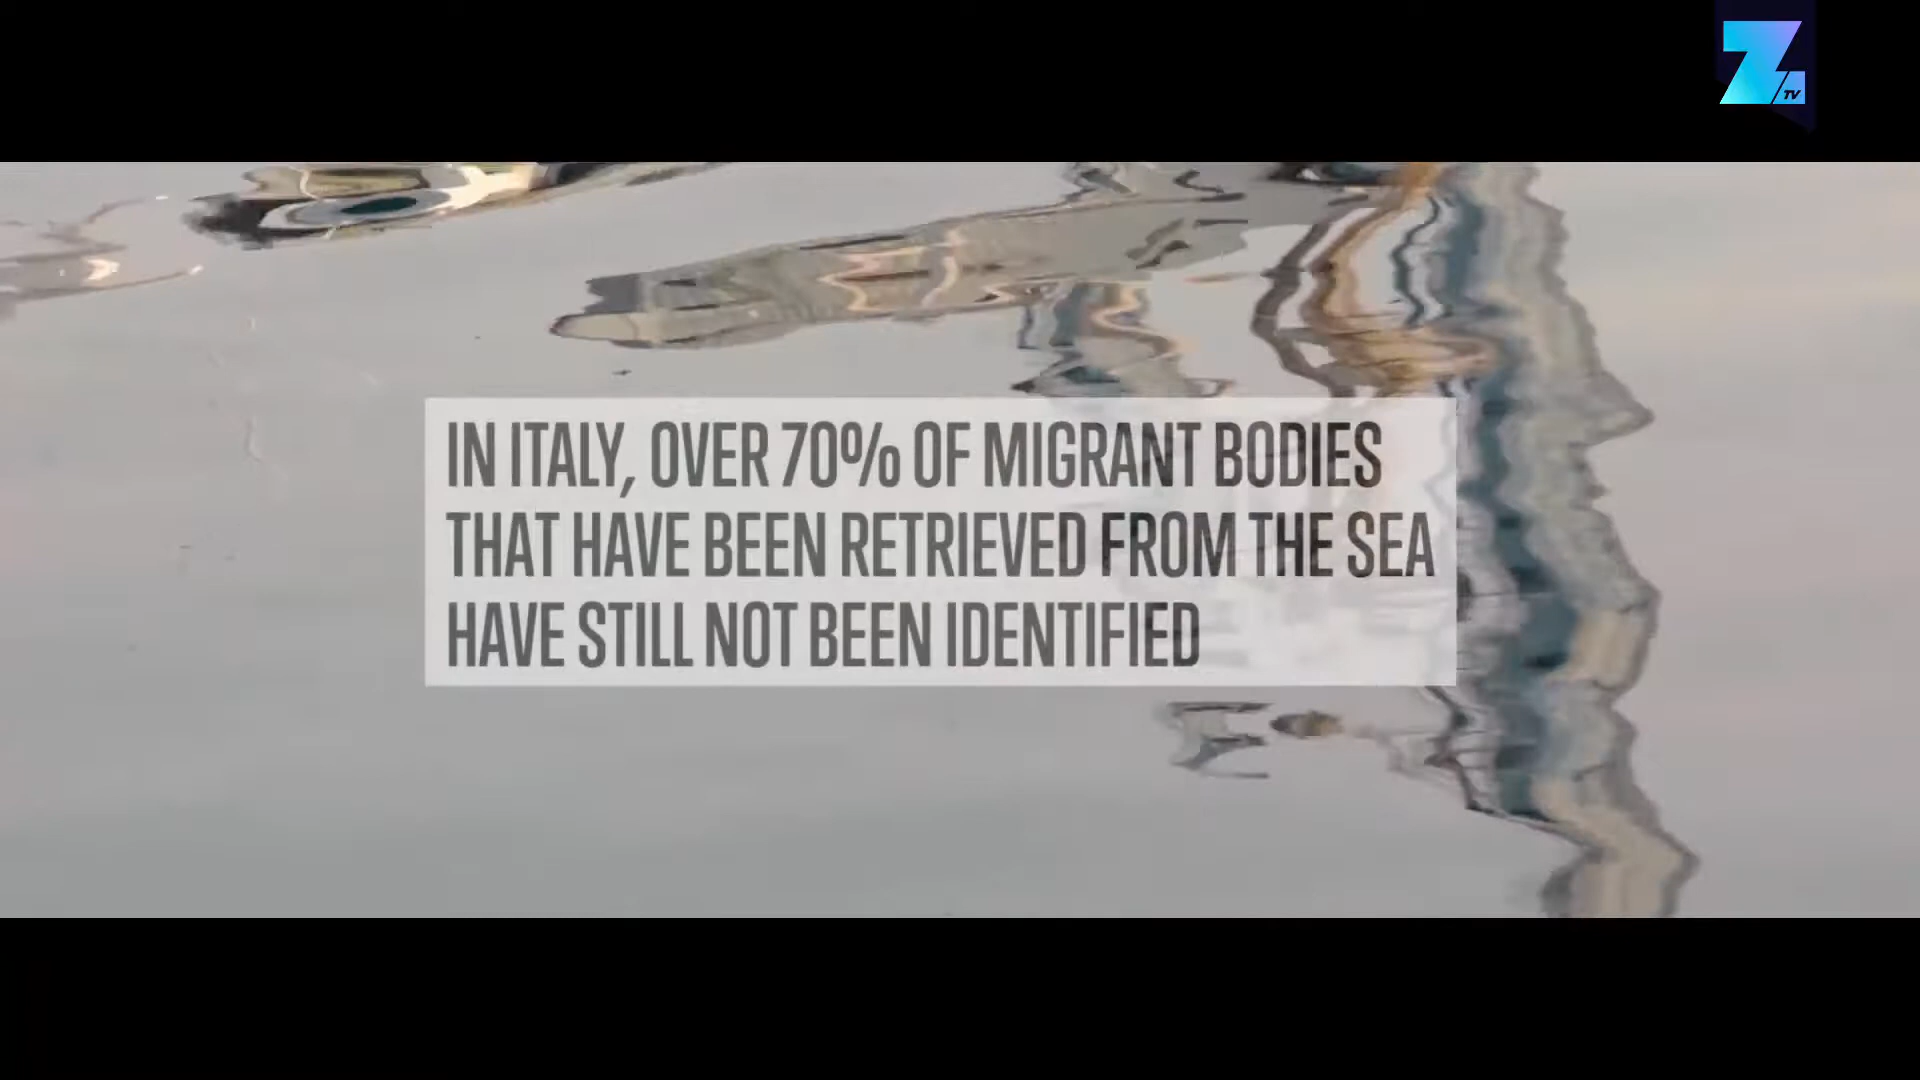 Z TV
IN ITALY, OVER 70% OF MIGRANT BODIES
THAT HAVE BEEN RETRIEVED FROM THE SEA
HAVE STILL NOT BEEN IDENTIFIED